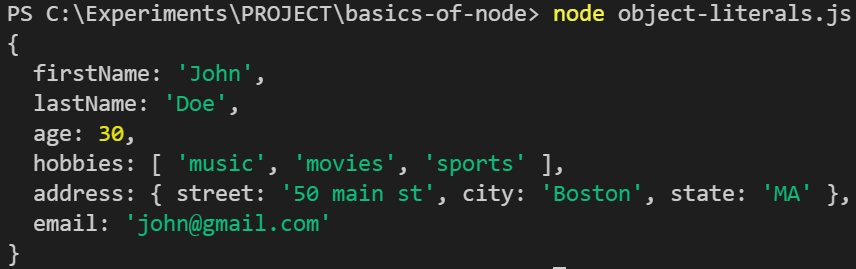 PS C:\Experiments\PROJECT\basics-of-node> node object-literals.js
{
  firstName: 'John',
  lastName: 'Doe',
  age: 30,
  hobbies: [ 'music', 'movies', 'sports' ],
  address: { street: '50 main st', city: 'Boston', state: 'MA' },
  email: 'john@gmail.com'
}